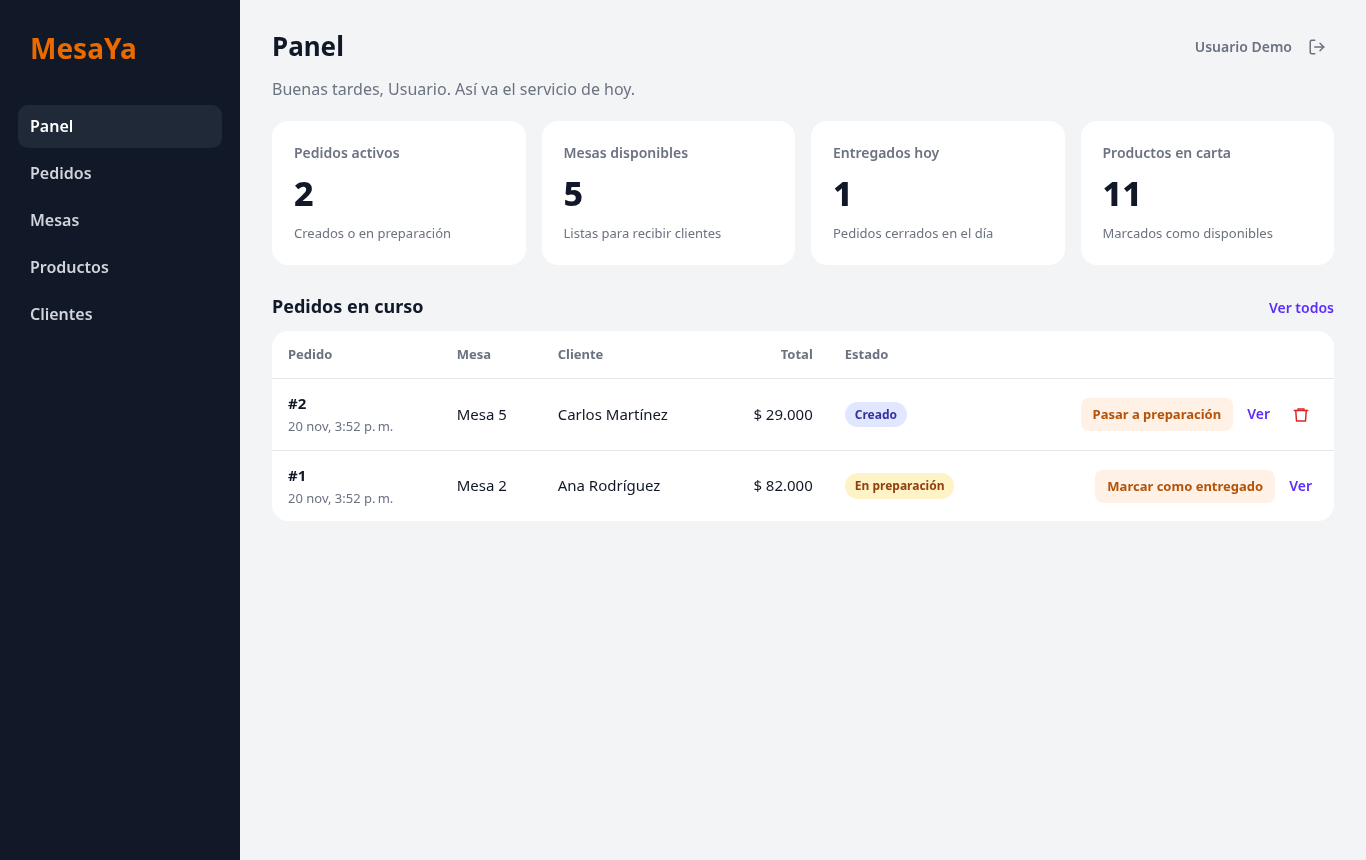 MesaYa
Panel
Pedidos
Mesas
Productos
Clientes
Panel
Usuario Demo
Buenas tardes, Usuario. Así va el servicio de hoy.
Pedidos activos
2
Creados o en preparación
Mesas disponibles
5
Listas para recibir clientes
Entregados hoy
1
Pedidos cerrados en el día
Productos en carta
11
Marcados como disponibles
Pedidos en curso
Ver todos
Pedido Mesa Cliente Total Estado
#2
20 nov, 3:52 p. m.
Mesa 5 Carlos Martínez $ 29.000 Creado Pasar a preparación Ver
#1
20 nov, 3:52 p. m.
Mesa 2 Ana Rodríguez $ 82.000 En preparación Marcar como entregado Ver